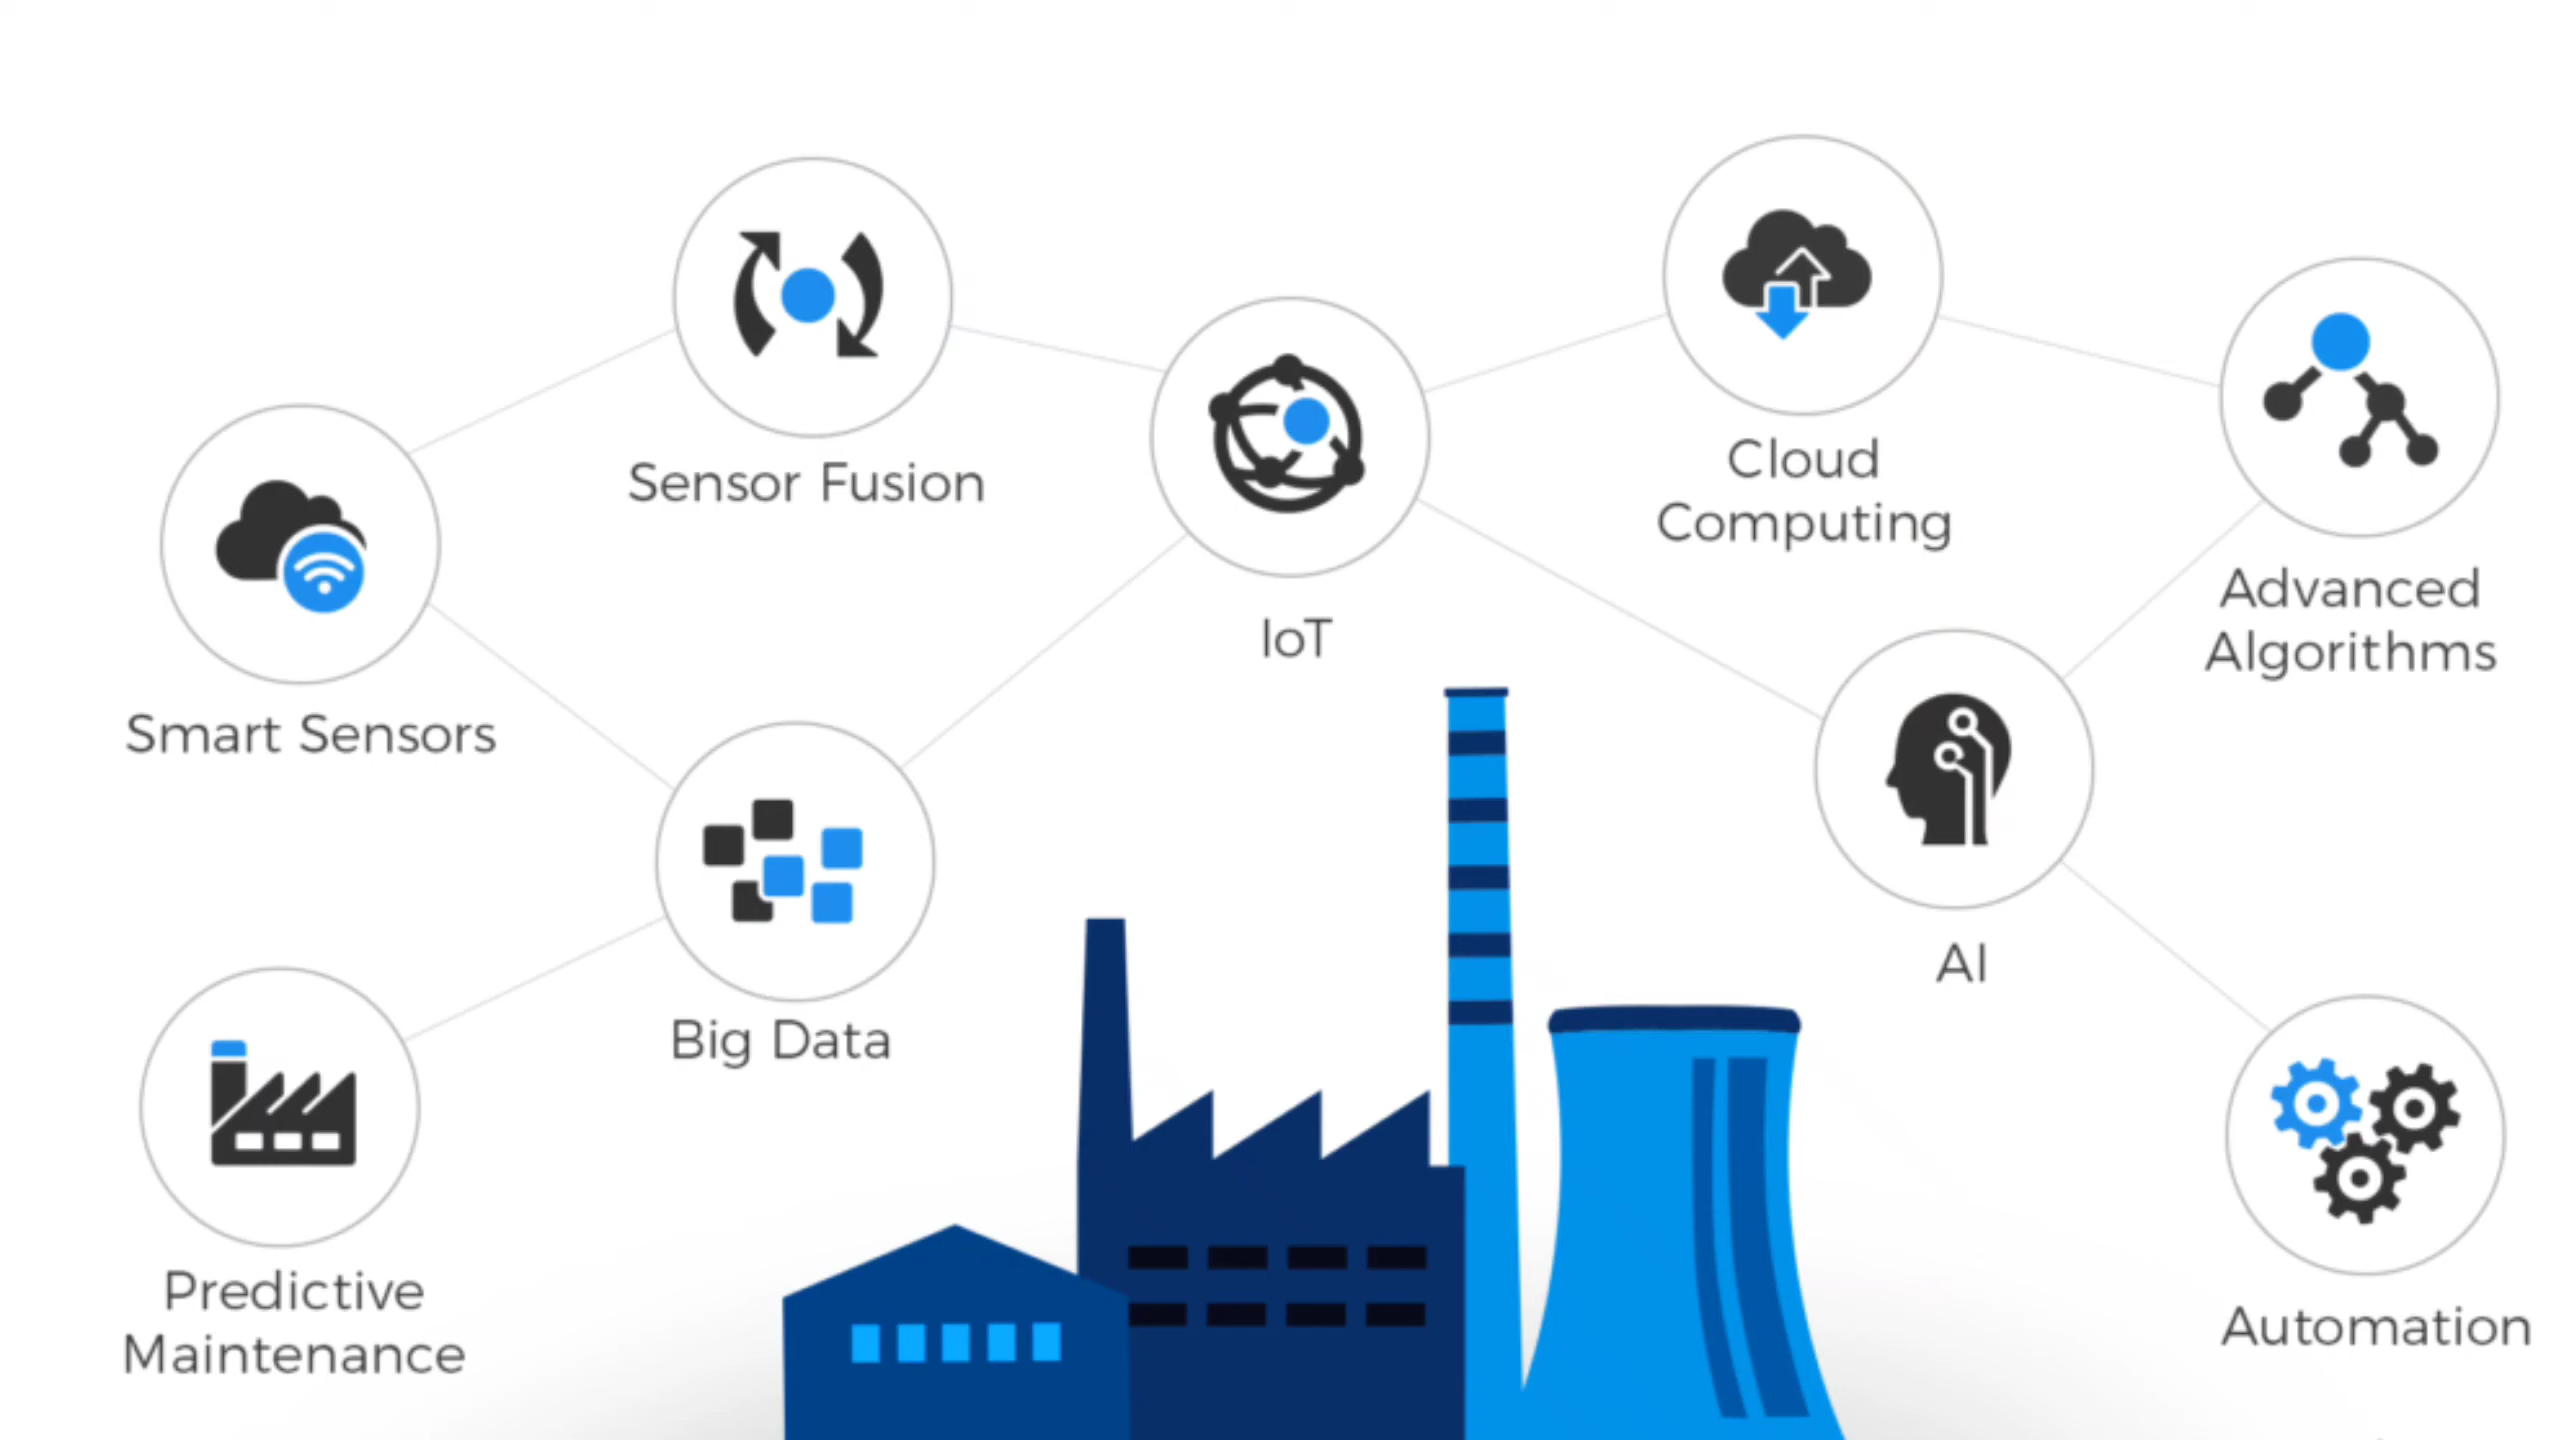 Sensor Fusion
Cloud
Computing
IoT
Advanced
Algorithms
Smart Sensors
AI
Big Data
Predictive
Maintenance
Automation